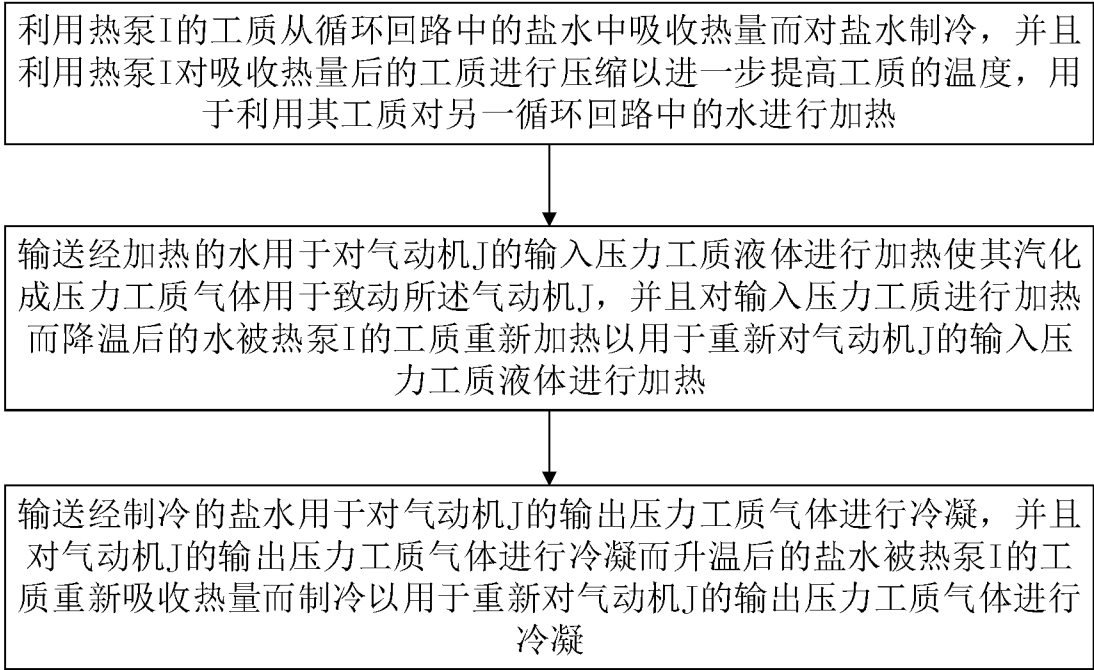 利用热泵I的工质从循环回路中的盐水中吸收热量而对盐水制冷，并且
利用热泵I对吸收热量后的工质进行压缩以进一步提高工质的温度，用
于利用其工质对另一循环回路中的水进行加热
输送经加热的水用于对气动机J的输入压力工质液体进行加热使其汽化
成压力工质气体用于致动所述气动机J，并且对输入压力工质进行加热
而降温后的水被热泵I的工质重新加热以用于重新对气动机J的输入压
力工质液体进行加热
输送经制冷的盐水用于对气动机J的输出压力工质气体进行冷凝，并且
对气动机J的输出压力工质气体进行冷凝而升温后的盐水被热泵I的工
质重新吸收热量而制冷以用于重新对气动机J的输出压力工质气体进行
冷凝